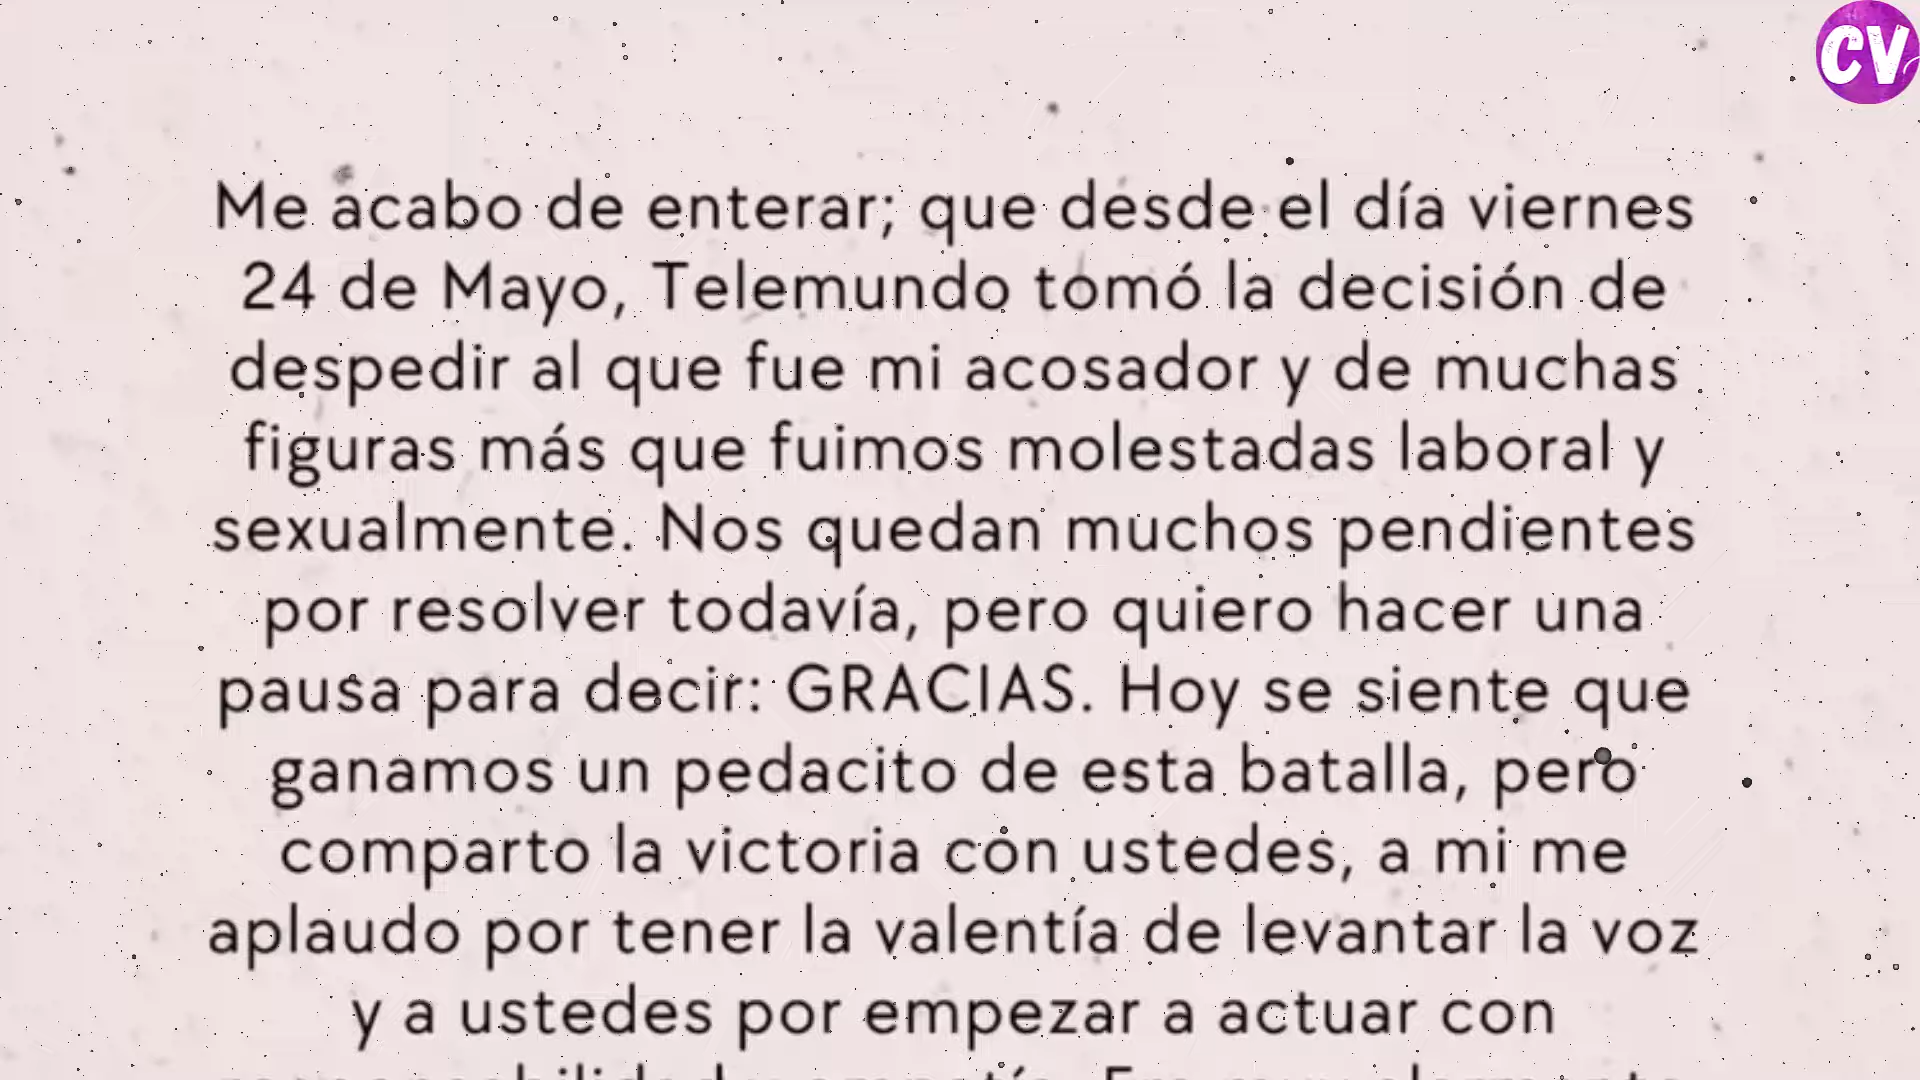 CV
Me acabo de enterar; que desde el día viernes
24 de Mayo, Telemundo tomó la decisión de
despedir al que fue mi acosador y de muchas
figuras más que fuimos molestadas laboral y
sexualmente. Nos quedan muchos pendientes
por resolver todavía, pero quiero hacer una
pausa para decir: GRACIAS. Hoy se siente que
ganamos un pedacito de esta batalla, pero
comparto la victoria con ustedes, a mi me
aplaudo por tener la valentía de levantar la voz
y a ustedes por empezar a actuar con